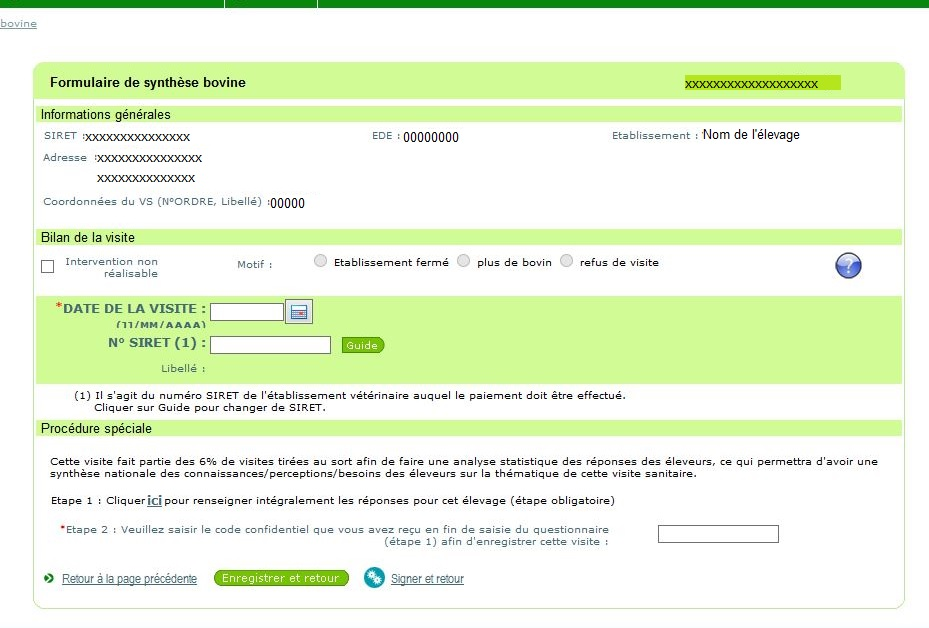 bovine
Formulaire de synthèse bovine xxxxxxxxxxxxxxxxxxx
Informations générales
SIRET :xxxxxxxxxxxxxxx EDE : 00000000 Etablissement : Nom de l'élevage
Adresse :xxxxxxxxxxxxxxx
xxxxxxxxxxxxxx
Coordonnées du VS (N°ORDRE, Libellé) :00000
Bilan de la visite
Intervention non réalisable Motif : Etablissement fermé plus de bovin refus de visite ?
*DATE DE LA VISITE :
(JJ/MM/AAAA)
N° SIRET (1) : Guide
Libellé :
(1) Il s'agit du numéro SIRET de l'établissement vétérinaire auquel le paiement doit être effectué.
Cliquer sur Guide pour changer de SIRET.
Procédure spéciale
Cette visite fait partie des 6% de visites tirées au sort afin de faire une analyse statistique des réponses des éleveurs, ce qui permettra d'avoir une
synthèse nationale des connaissances/perceptions/besoins des éleveurs sur la thématique de cette visite sanitaire.
Etape 1 : Cliquer ici pour renseigner intégralement les réponses pour cet élevage (étape obligatoire)
*Etape 2 : Veuillez saisir le code confidentiel que vous avez reçu en fin de saisie du questionnaire
(étape 1) afin d'enregistrer cette visite :
Retour à la page précédente Enregistrer et retour Signer et retour